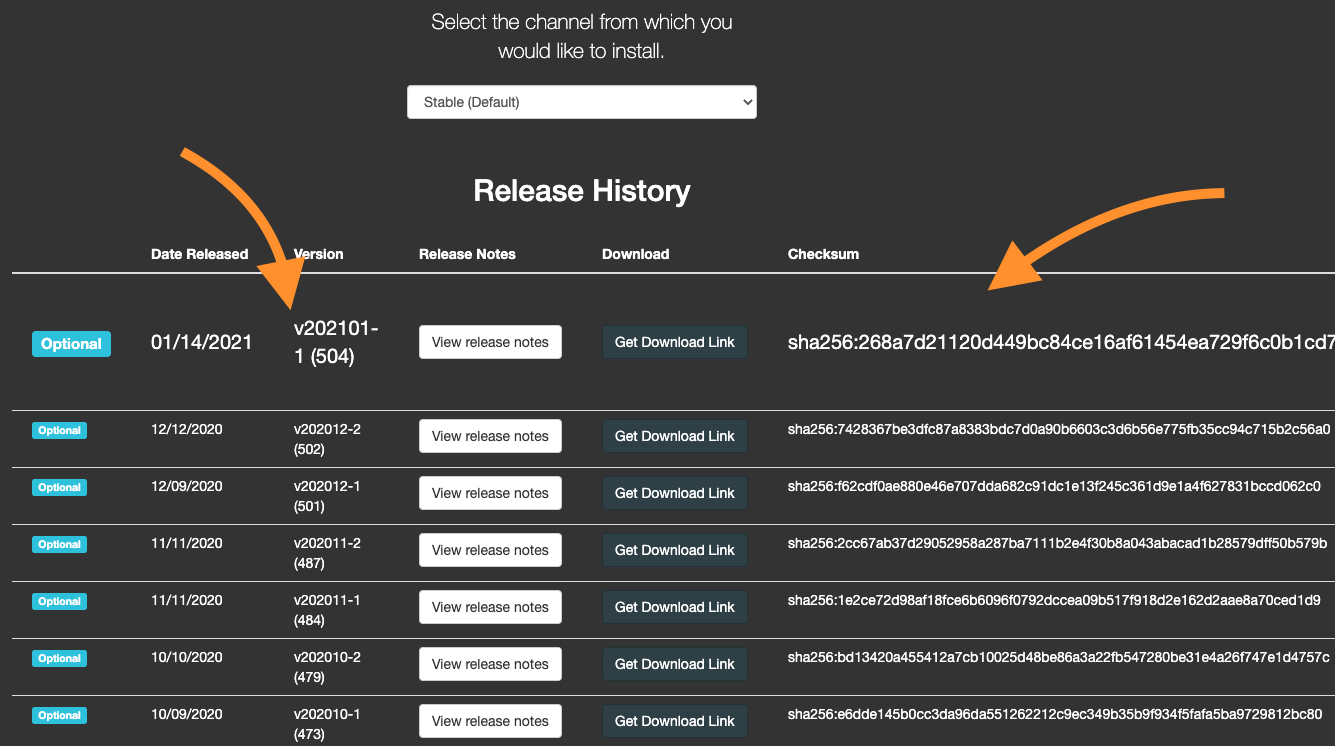 Select the channel from which you
would like to install.
Stable (Default)
Release History
Date Released Version Release Notes Download Checksum
Optional 01/14/2021 v202101-
1 (504) View release notes Get Download Link sha256:268a7d21120d449bc84ce16af61454ea729f6c0b1cd7
Optional 12/12/2020 v202012-2 View release notes Get Download Link sha256:7428367be3dfc87a8383bdc7d0a90b6603c3d6b56e775fb35cc94c715b2c56a0
(502)
Optional 12/09/2020 v202012-1 View release notes Get Download Link sha256:f62cdf0ae880e46e707dda682c91dc1e13f245c361d9e1a4f627831bccd062c0
(501)
Optional 11/11/2020 v202011-2 View release notes Get Download Link sha256:2cc67ab37d29052958a287ba7111b2e4f30b8a043abacad1b28579dff50b579b
(487)
Optional 11/11/2020 v202011-1 View release notes Get Download Link sha256:1e2ce72d98af18fce6b6096f0792dccea09b517f918d2e162d2aae8a70ced1d9
(484)
Optional 10/10/2020 v202010-2 View release notes Get Download Link sha256:bd13420a455412a7cb10025d48be86a3a22fb547280be31e4a26f747e1d4757c
(479)
Optional 10/09/2020 v202010-1 View release notes Get Download Link sha256:e6dde145b0cc3da96da551262212c9ec349b35b9f934f5fafa5ba9729812bc80
(473)